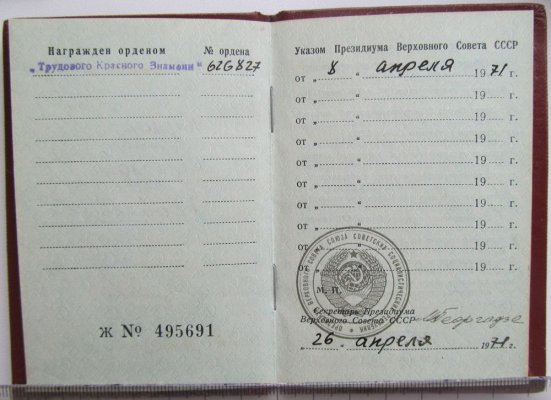 Награжден орденом
№ ордена
„Трудового Красного Знамени"
626827
Ж № 495691
Указом Президиума Верховного Совета СССР
от „ 8 “ апреля 1971 г.
от „ “ 19 г.
от „ “ 19 г.
от „ “ 19 г.
от „ “ 19 г.
от „ “ 19 г.
от „ “ 19 г.
от „ “ 19 г.
от „ “ 19 г.
от „ “ 19 г.
М. П.
Секретарь Президиума
Верховного Совета СССР Георгадзе
„ 26 “ апреля 1971 г.